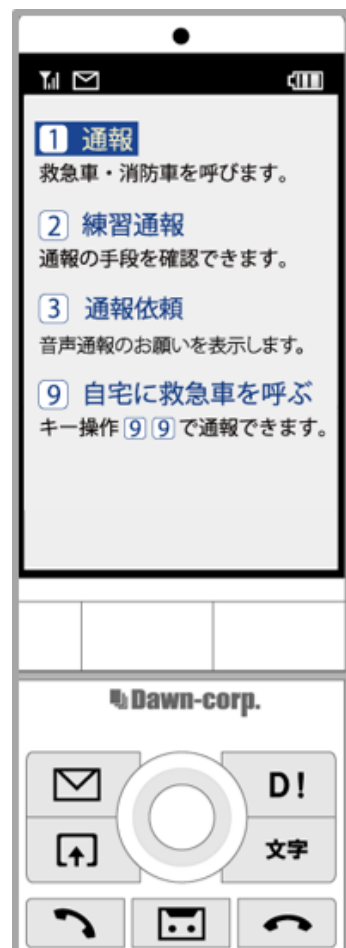 1 通報
救急車・消防車を呼びます。
2 練習通報
通報の手段を確認できます。
3 通報依頼
音声通報のお願いを表示します。
9 自宅に救急車を呼ぶ
キー操作 9 9 で通報できます。
Dawn-corp.
D!
文字